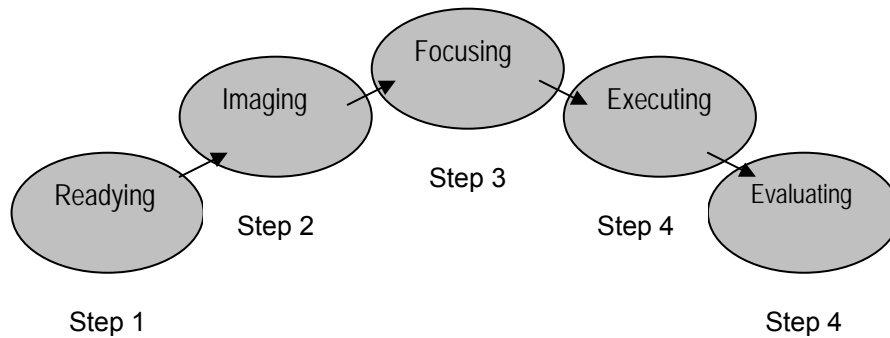 Readying
Step 1
Imaging
Step 2
Focusing
Step 3
Executing
Step 4
Evaluating
Step 4